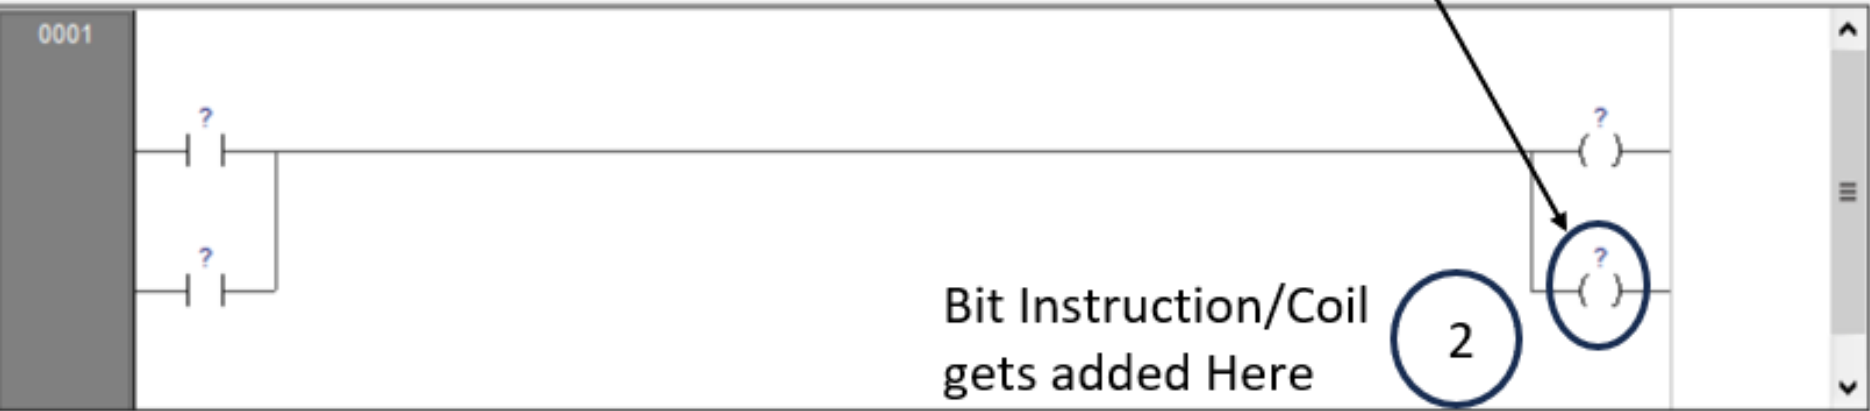 0001
? ?
? ?
Bit Instruction/Coil
gets added Here
2